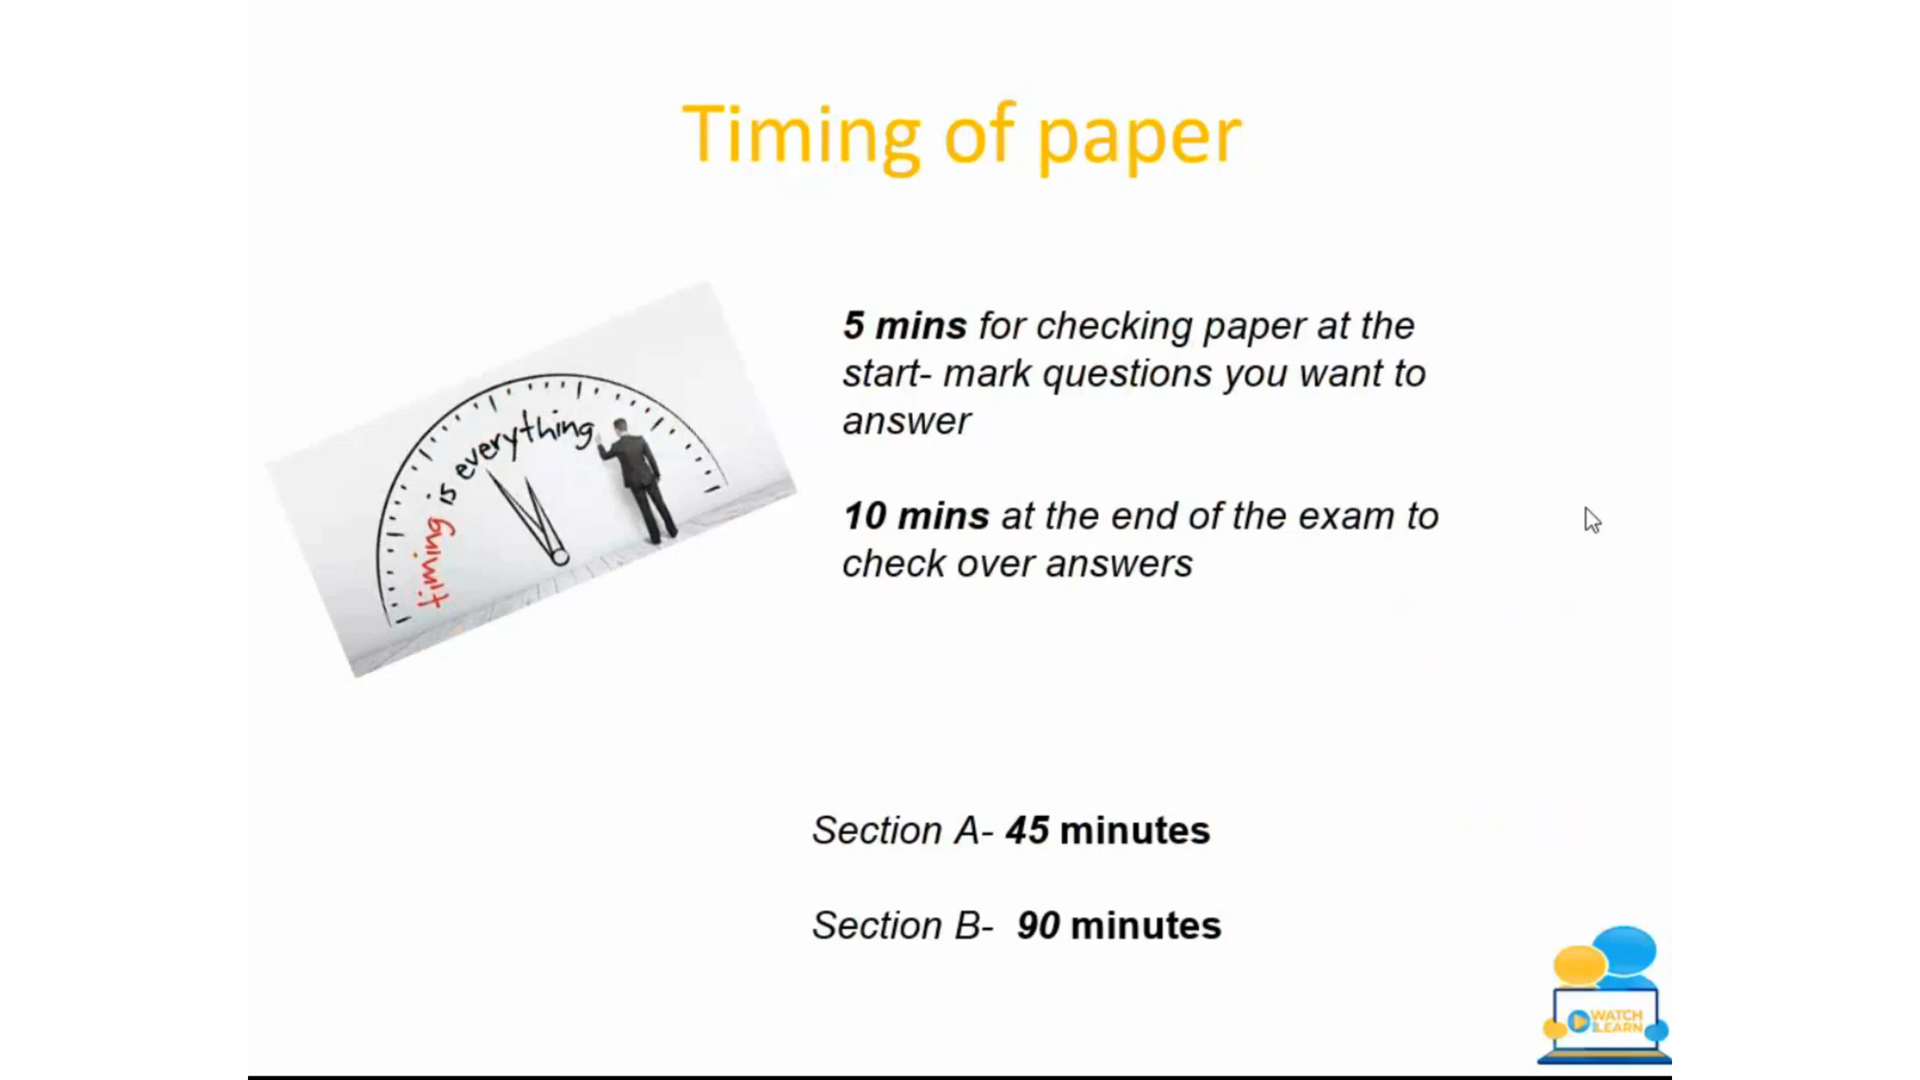 Timing of paper
5 mins for checking paper at the
start- mark questions you want to
answer
10 mins at the end of the exam to
check over answers
timing is everything
Section A- 45 minutes
Section B- 90 minutes
WATCH
LEARN